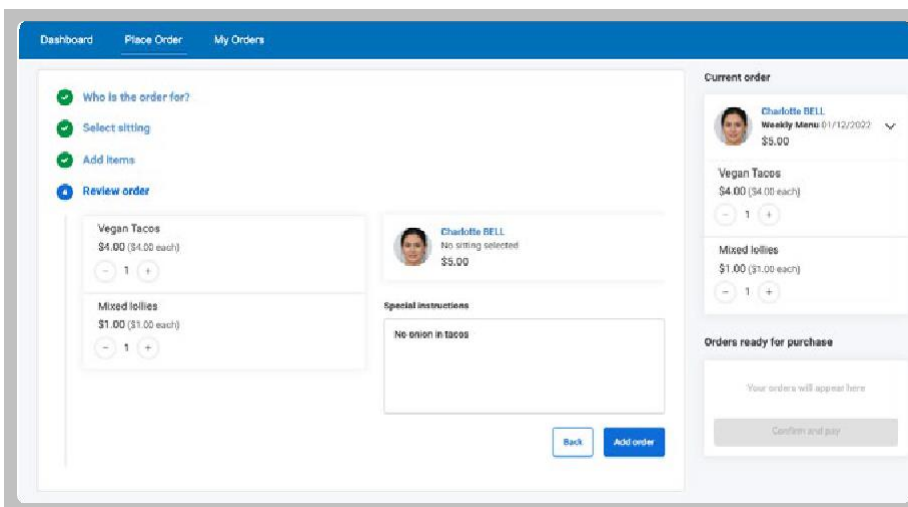 Dashboard Place Order My Orders
Who is the order for?
Select sitting
Add items
4 Review order
Vegan Tacos
$4.00 ($4.00 each)
- 1 +
Mixed lollies
$1.00 ($1.00 each)
- 1 +
Charlotte BELL
No sitting selected
$5.00
Special instructions
No onion in tacos
Back Add order
Current order
Charlotte BELL
Weekly Menu 01/12/2022
$5.00
Vegan Tacos
$4.00 ($4.00 each)
- 1 +
Mixed lollies
$1.00 ($1.00 each)
- 1 +
Orders ready for purchase
Your orders will appear here
Confirm and pay